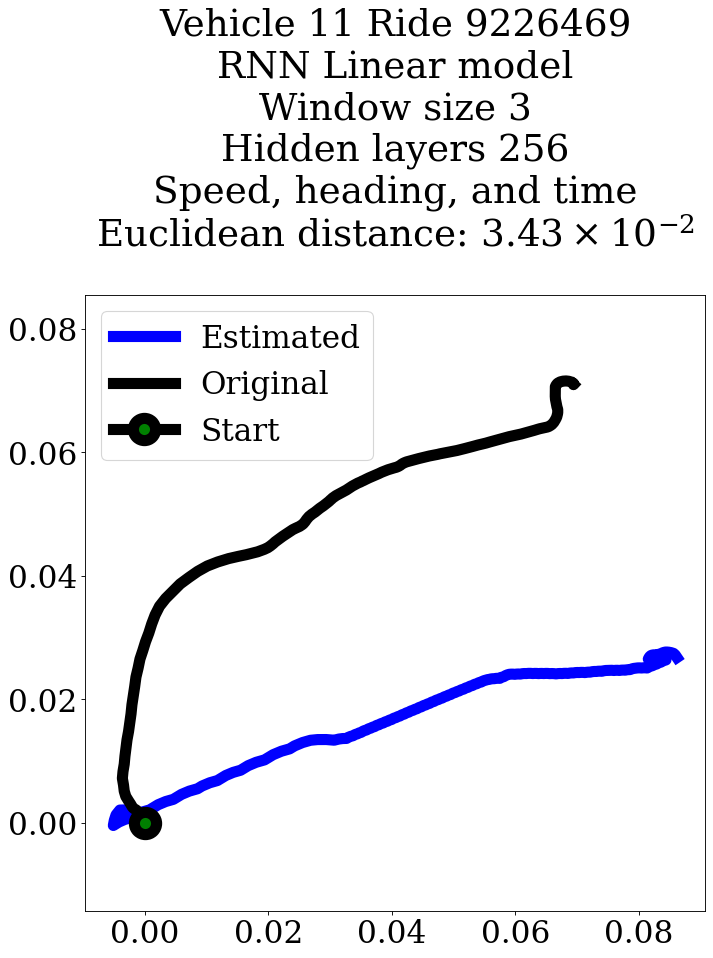 Vehicle 11 Ride 9226469
RNN Linear model
Window size 3
Hidden layers 256
Speed, heading, and time
Euclidean distance: 3.43 × 10⁻²
Estimated
Original
Start
0.08
0.06
0.04
0.02
0.00
0.00 0.02 0.04 0.06 0.08